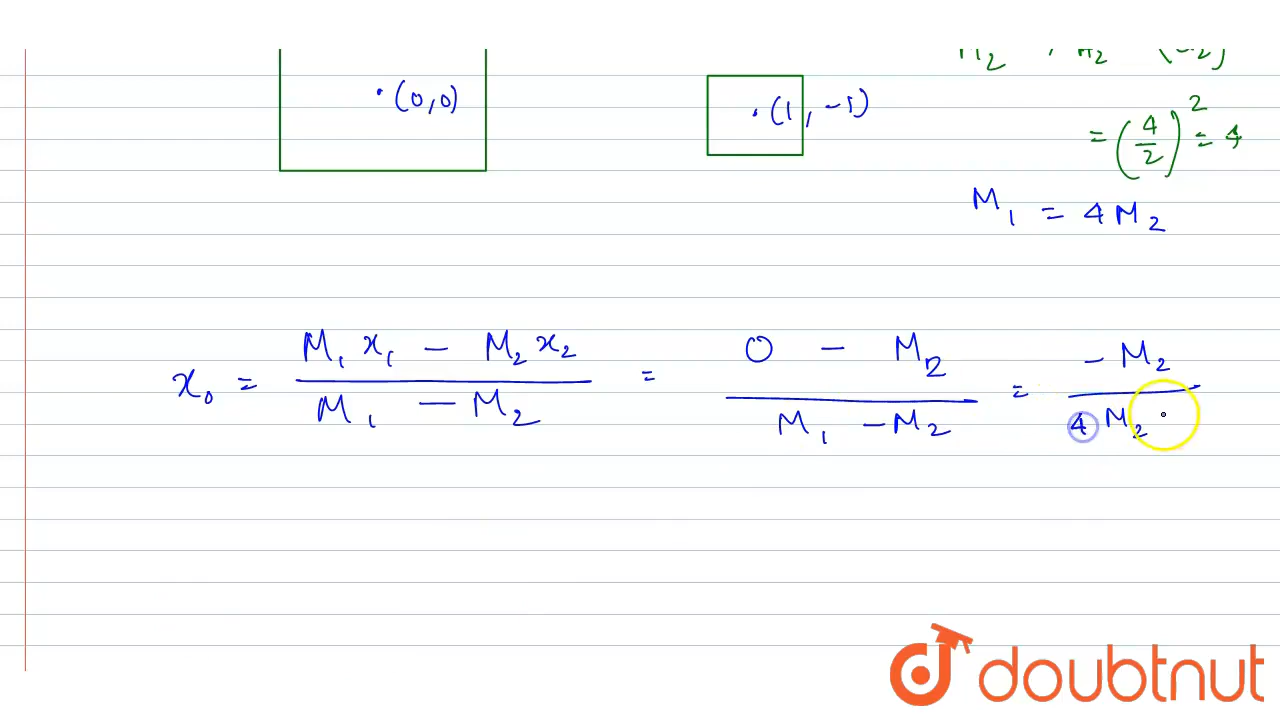 = (4/2)² = 4
• (0,0)
• (1, -1)
M₁ = 4M₂
x₀ = (M₁x₁ - M₂x₂)/(M₁ - M₂) = (0 - M₂)/(M₁ - M₂) = (-M₂)/(4M₂
doubtnut